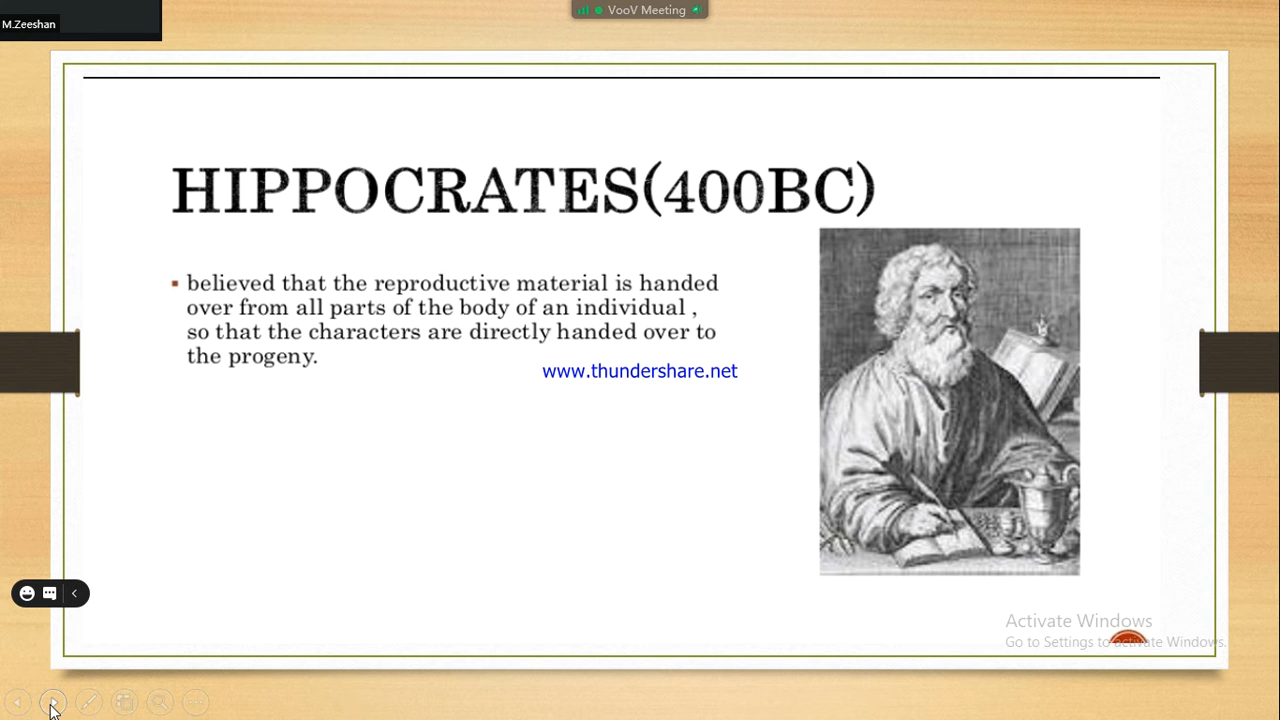 M.Zeeshan
VooV Meeting
HIPPOCRATES(400BC)
believed that the reproductive material is handed
over from all parts of the body of an individual ,
so that the characters are directly handed over to
the progeny.
www.thundershare.net
Activate Windows
Go to Settings to activate Windows.